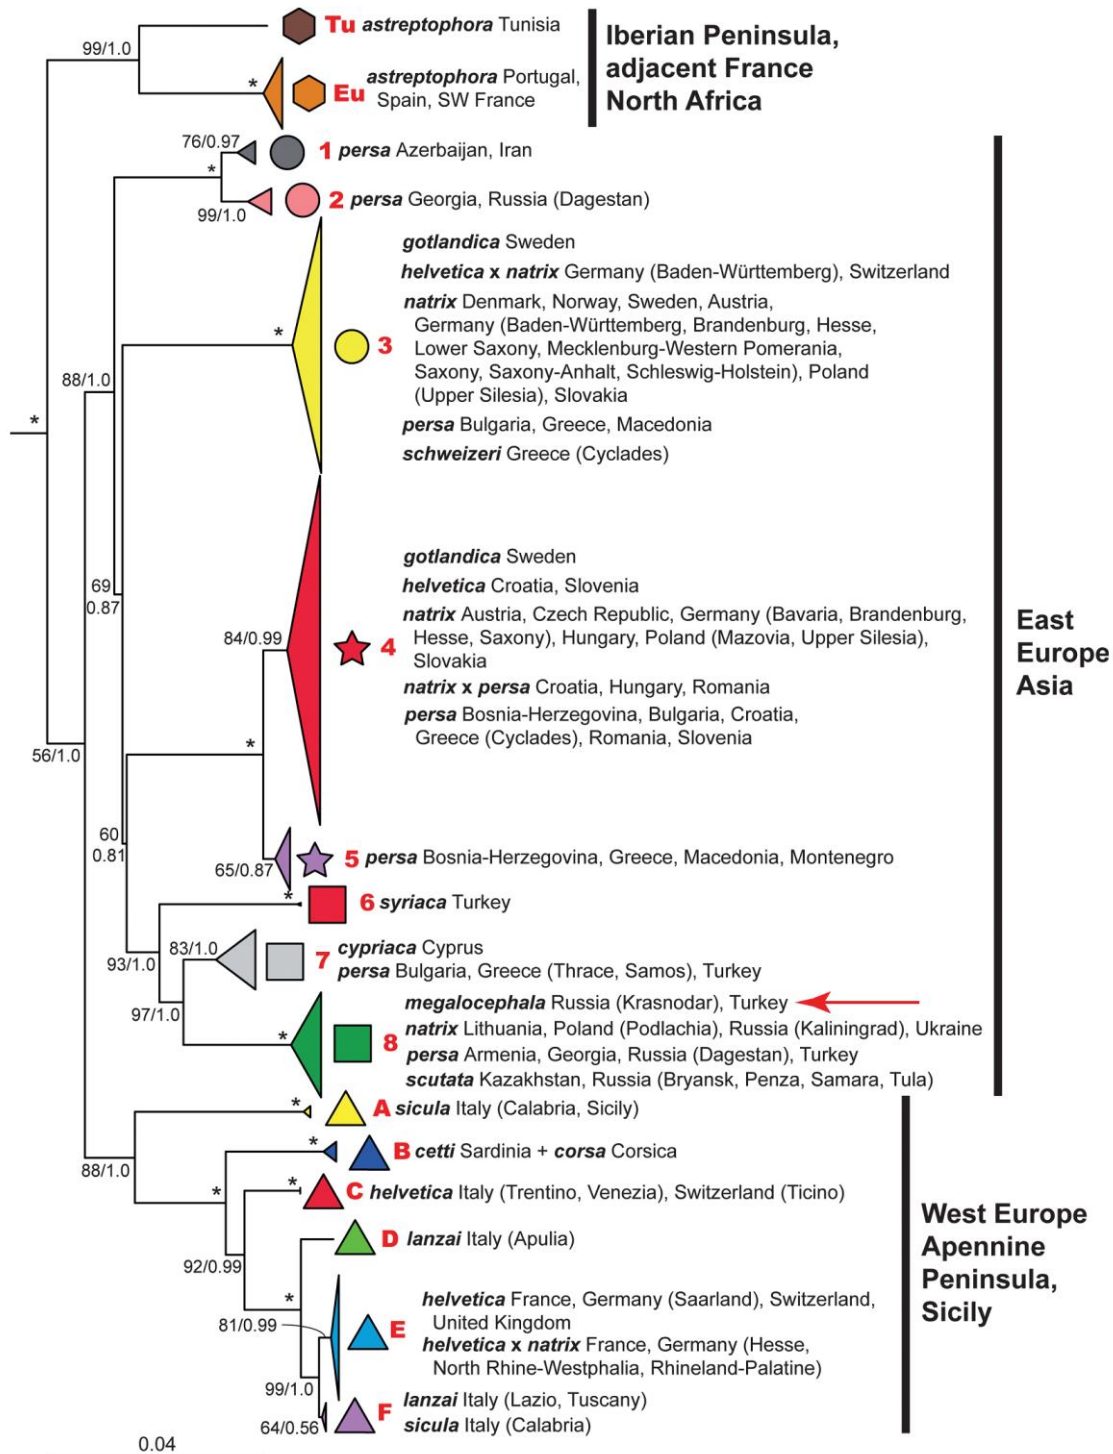 99/1.0
Tu astreptophora Tunisia
*
Eu astreptophora Portugal,
Spain, SW France
Iberian Peninsula,
adjacent France
North Africa
76/0.97
1 persa Azerbaijan, Iran
*
2 persa Georgia, Russia (Dagestan)
99/1.0
gotlandica Sweden
helvetica x natrix Germany (Baden-Württemberg), Switzerland
natrix Denmark, Norway, Sweden, Austria,
Germany (Baden-Württemberg, Brandenburg, Hesse,
Lower Saxony, Mecklenburg-Western Pomerania,
Saxony, Saxony-Anhalt, Schleswig-Holstein), Poland
(Upper Silesia), Slovakia
persa Bulgaria, Greece, Macedonia
schweizeri Greece (Cyclades)
*
3
88/1.0
*
gotlandica Sweden
helvetica Croatia, Slovenia
natrix Austria, Czech Republic, Germany (Bavaria, Brandenburg,
Hesse, Saxony), Hungary, Poland (Mazovia, Upper Silesia),
Slovakia
natrix x persa Croatia, Hungary, Romania
persa Bosnia-Herzegovina, Bulgaria, Croatia,
Greece (Cyclades), Romania, Slovenia
69
0.87
84/0.99
4
East
Europe
Asia
*
56/1.0
60
0.81
65/0.87
5 persa Bosnia-Herzegovina, Greece, Macedonia, Montenegro
*
6 syriaca Turkey
93/1.0
83/1.0
7
cypriaca Cyprus
persa Bulgaria, Greece (Thrace, Samos), Turkey
97/1.0
*
8
megalocephala Russia (Krasnodar), Turkey
natrix Lithuania, Poland (Podlachia), Russia (Kaliningrad), Ukraine
persa Armenia, Georgia, Russia (Dagestan), Turkey
scutata Kazakhstan, Russia (Bryansk, Penza, Samara, Tula)
*
A sicula Italy (Calabria, Sicily)
88/1.0
*
B cetti Sardinia + corsa Corsica
*
*
C helvetica Italy (Trentino, Venezia), Switzerland (Ticino)
92/0.99
D lanzai Italy (Apulia)
*
81/0.99
E
helvetica France, Germany (Saarland), Switzerland,
United Kingdom
helvetica x natrix France, Germany (Hesse,
North Rhine-Westphalia, Rhineland-Palatine)
99/1.0
64/0.56
F
lanzai Italy (Lazio, Tuscany)
sicula Italy (Calabria)
West Europe
Apennine
Peninsula,
Sicily
0.04